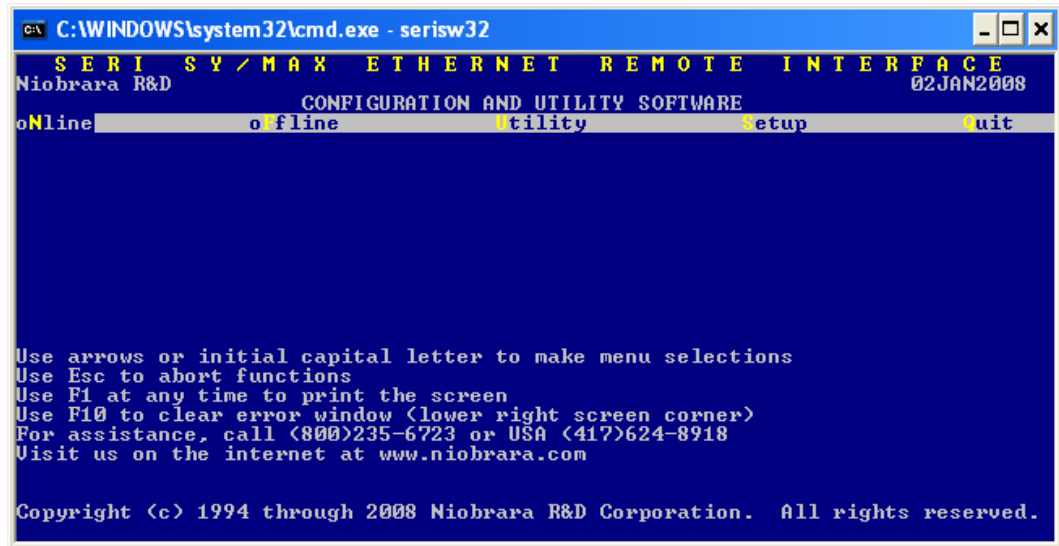 C:\WINDOWS\system32\cmd.exe - serisw32
S E R I S Y / M A X E T H E R N E T R E M O T E I N T E R F A C E
Niobrara R&D 02JAN2008
CONFIGURATION AND UTILITY SOFTWARE
oNline oFfline Utility Setup Quit
Use arrows or initial capital letter to make menu selections
Use Esc to abort functions
Use F1 at any time to print the screen
Use F10 to clear error window (lower right screen corner)
For assistance, call (800)235-6723 or USA (417)624-8918
Visit us on the internet at www.niobrara.com
Copyright (c) 1994 through 2008 Niobrara R&D Corporation. All rights reserved.